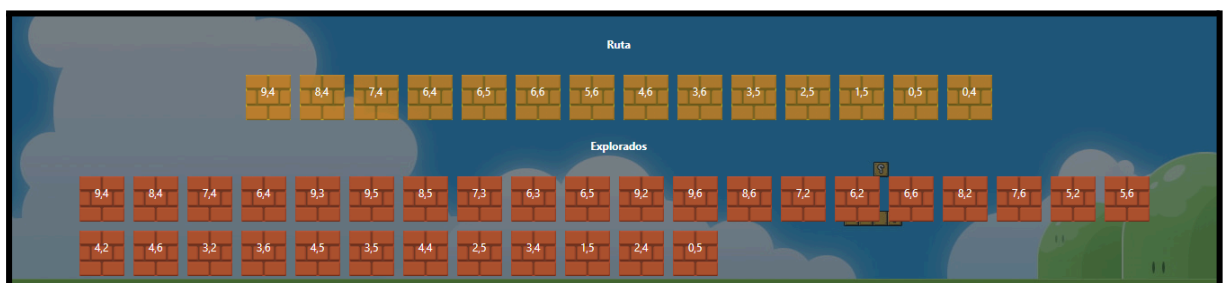 Ruta
9,4 8,4 7,4 6,4 6,5 6,6 5,6 4,6 3,6 3,5 2,5 1,5 0,5 0,4
Explorados
9,4 8,4 7,4 6,4 9,3 9,5 8,5 7,3 6,3 6,5 9,2 9,6 8,6 7,2 6,2 6,6 8,2 7,6 5,2 5,6
4,2 4,6 3,2 3,6 4,5 3,5 4,4 2,5 3,4 1,5 2,4 0,5